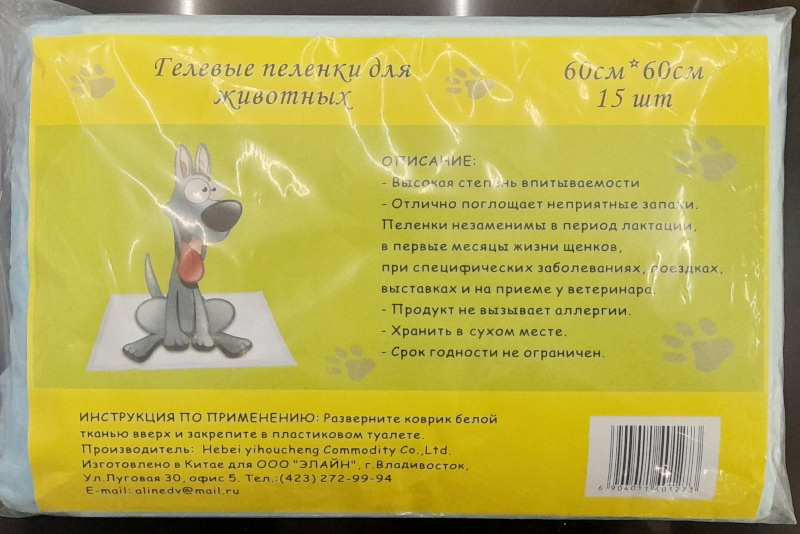 Гелевые пеленки для
животных
60см*60см
15 шт
ОПИСАНИЕ:
- Высокая степень впитываемости
- Отлично поглощает неприятные запахи.
Пеленки незаменимы в период лактации,
в первые месяцы жизни щенков,
при специфических заболеваниях, поездках,
выставках и на приеме у ветеринара.
- Продукт не вызывает аллергии.
- Хранить в сухом месте.
- Срок годности не ограничен.
ИНСТРУКЦИЯ ПО ПРИМЕНЕНИЮ: Разверните коврик белой
тканью вверх и закрепите в пластиковом туалете.
Производитель: Hebei yihoucheng Commodity Co.,Ltd.
Изготовлено в Китае для ООО "ЭЛАЙН", г.Владивосток,
Ул.Луговая 30, офис 5. Тел.:(423) 272-99-94
E-mail: alinedv@mail.ru
6 904011 401273